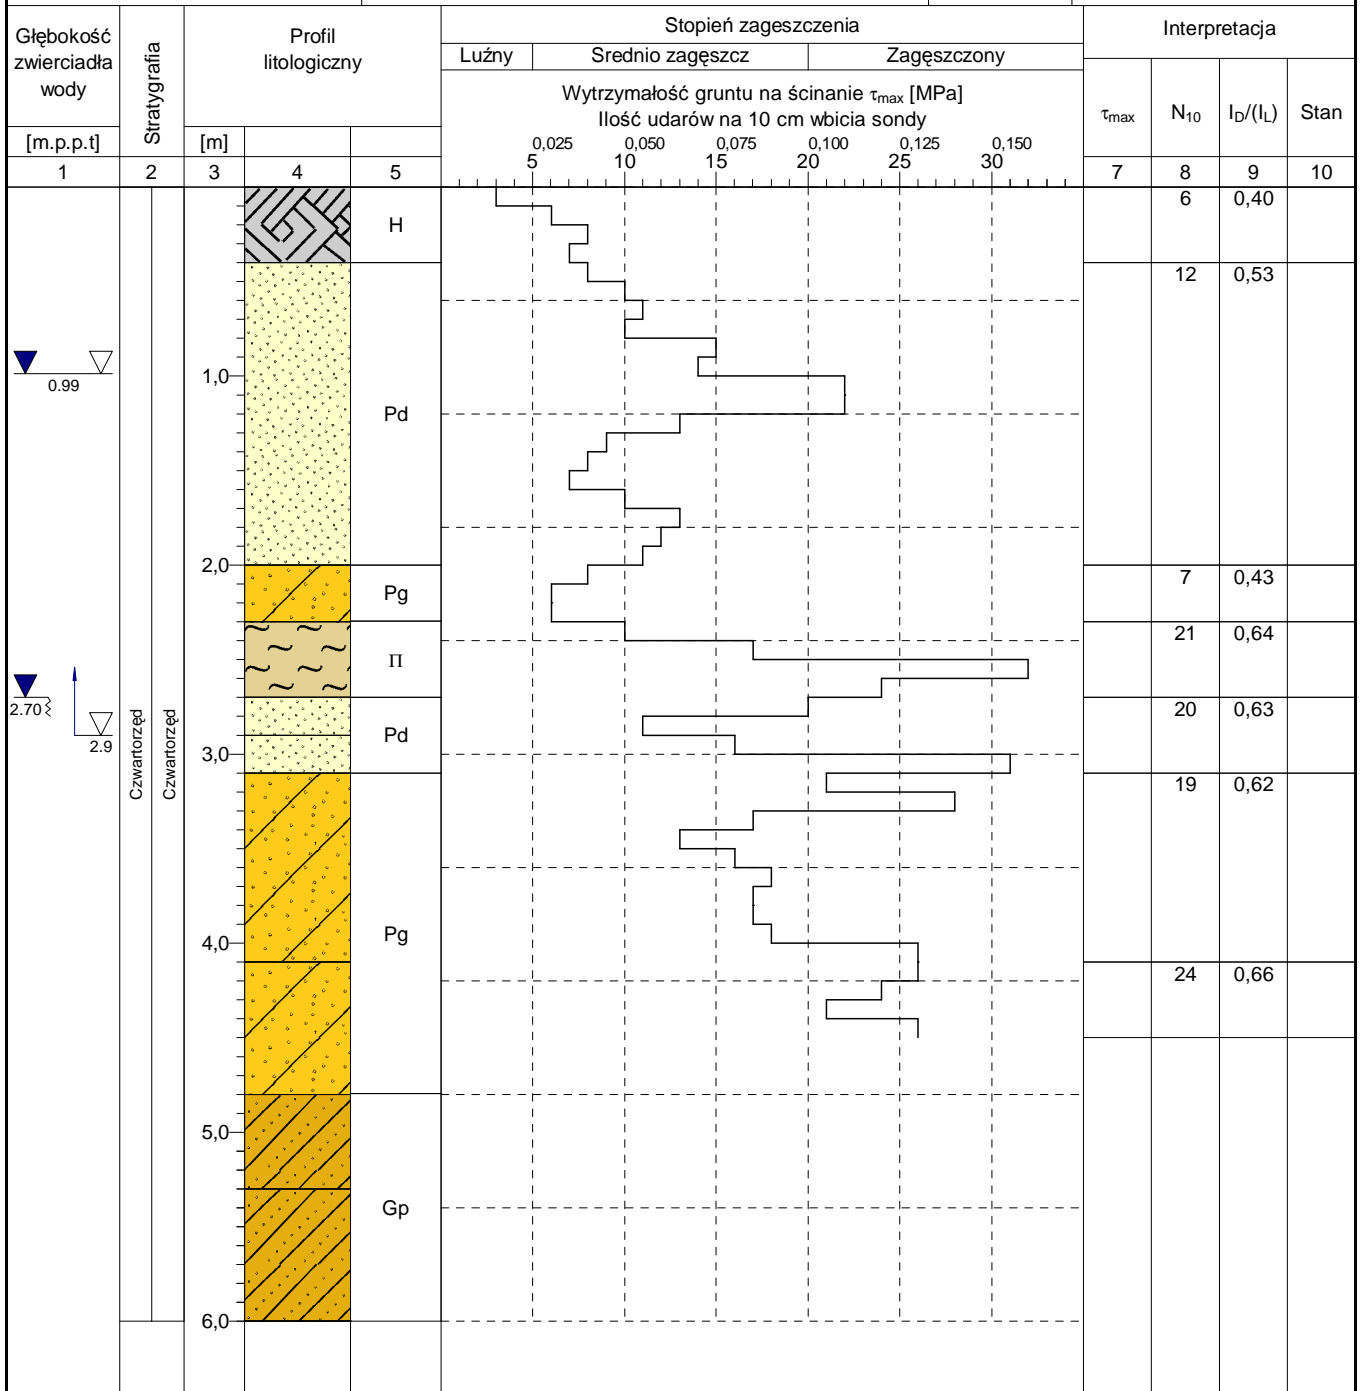 Głębokość zwierciadła wody
[m.p.p.t]
Stratygrafia
Profil litologiczny
[m]
Stopień zagęszczenia
Luźny Srednio zagęszcz Zagęszczony
Wytrzymałość gruntu na ścinanie τmax [MPa]
Ilość udarów na 10 cm wbicia sondy
0,025 0,050 0,075 0,100 0,125 0,150
5 10 15 20 25 30
Interpretacja
τmax N10 ID/(IL) Stan
1 2 3 4 5 7 8 9 10
H 6 0,40
12 0,53
0.99
1,0
Pd
2,0
Pg 7 0,43
Π 21 0,64
2.70
2.9
Pd 20 0,63
3,0
Czwartorzęd
Czwartorzęd
19 0,62
Pg
4,0
24 0,66
5,0
Gp
6,0